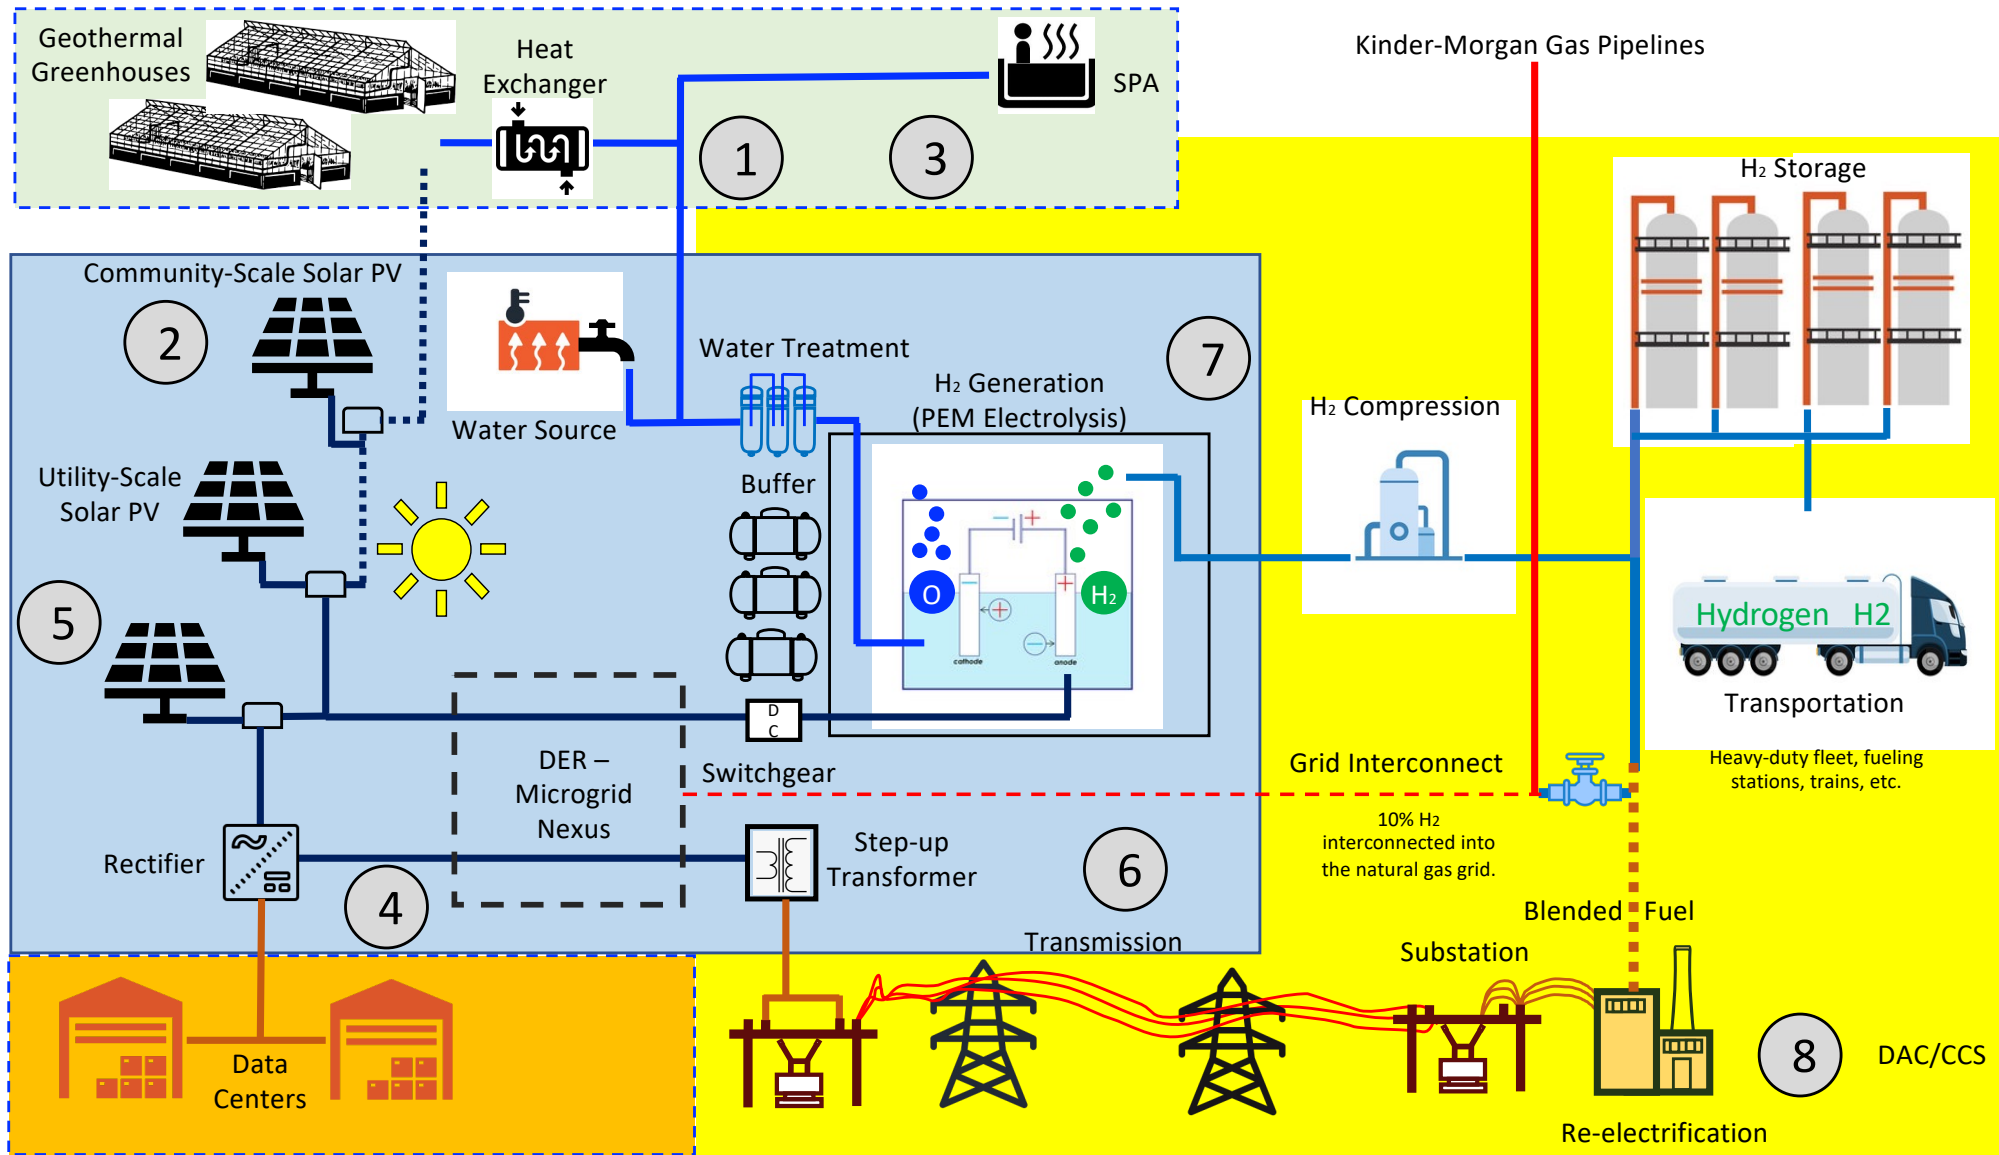 Geothermal
Greenhouses
Heat
Exchanger
SPA
Kinder-Morgan Gas Pipelines
1
3
H2 Storage
Community-Scale Solar PV
2
Water Source
Water Treatment
7
H2 Generation
(PEM Electrolysis)
H2 Compression
Utility-Scale
Solar PV
Buffer
O
H2
cathode
anode
5
Hydrogen H2
Transportation
Heavy-duty fleet, fueling
stations, trains, etc.
D
C
Switchgear
DER –
Microgrid
Nexus
Grid Interconnect
10% H2
interconnected into
the natural gas grid.
Rectifier
4
Step-up
Transformer
6
Transmission
Blended Fuel
Substation
Data
Centers
8
DAC/CCS
Re-electrification